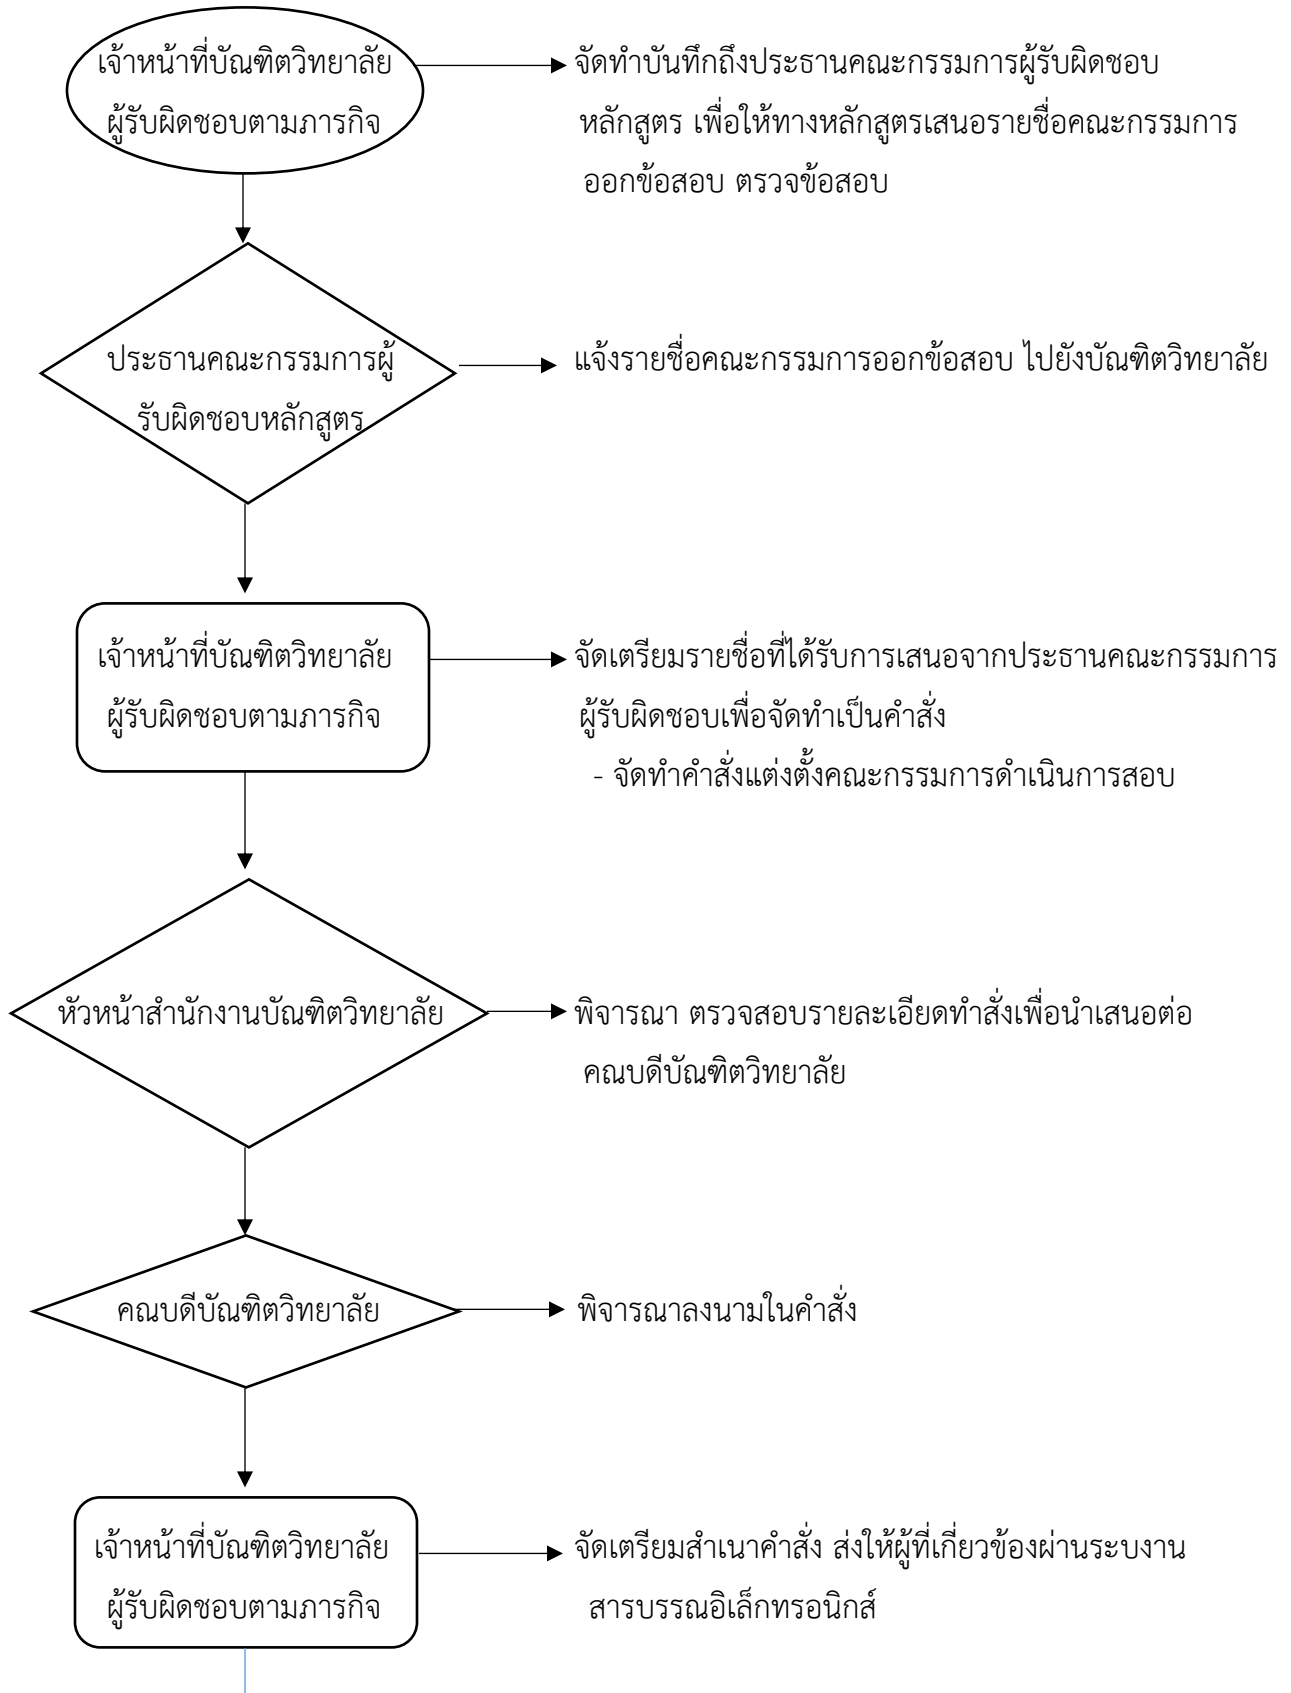 เจ้าหน้าที่บัณฑิตวิทยาลัย
ผู้รับผิดชอบตามภารกิจ
จัดทำบันทึกถึงประธานคณะกรรมการผู้รับผิดชอบ
หลักสูตร เพื่อให้ทางหลักสูตรเสนอรายชื่อคณะกรรมการ
ออกข้อสอบ ตรวจข้อสอบ
ประธานคณะกรรมการผู้
รับผิดชอบหลักสูตร
แจ้งรายชื่อคณะกรรมการออกข้อสอบ ไปยังบัณฑิตวิทยาลัย
เจ้าหน้าที่บัณฑิตวิทยาลัย
ผู้รับผิดชอบตามภารกิจ
จัดเตรียมรายชื่อที่ได้รับการเสนอจากประธานคณะกรรมการ
ผู้รับผิดชอบเพื่อจัดทำเป็นคำสั่ง
- จัดทำคำสั่งแต่งตั้งคณะกรรมการดำเนินการสอบ
หัวหน้าสำนักงานบัณฑิตวิทยาลัย
พิจารณา ตรวจสอบรายละเอียดทำสั่งเพื่อนำเสนอต่อ
คณบดีบัณฑิตวิทยาลัย
คณบดีบัณฑิตวิทยาลัย
พิจารณาลงนามในคำสั่ง
เจ้าหน้าที่บัณฑิตวิทยาลัย
ผู้รับผิดชอบตามภารกิจ
จัดเตรียมสำเนาคำสั่ง ส่งให้ผู้ที่เกี่ยวข้องผ่านระบงาน
สารบรรณอิเล็กทรอนิกส์